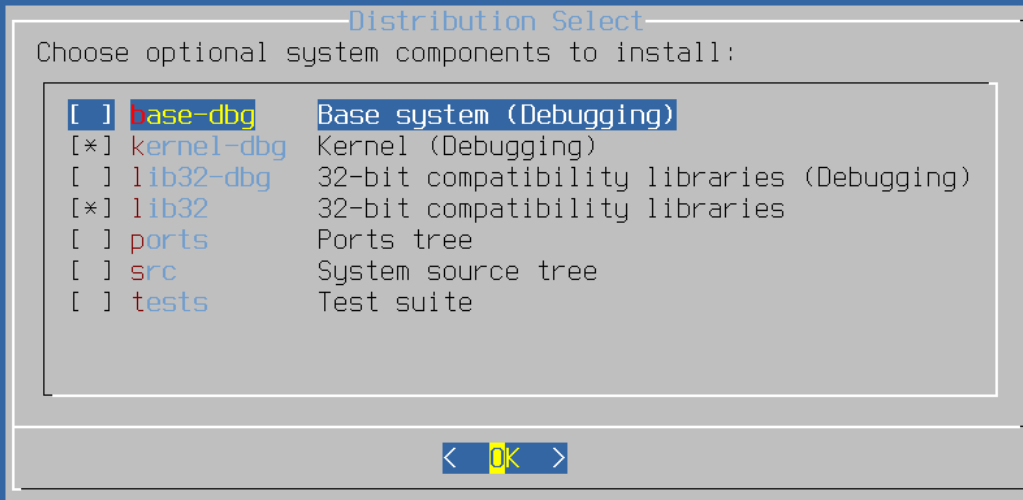 Distribution Select
Choose optional system components to install:
[ ] base-dbg Base system (Debugging)
[*] kernel-dbg Kernel (Debugging)
[ ] lib32-dbg 32-bit compatibility libraries (Debugging)
[*] lib32 32-bit compatibility libraries
[ ] ports Ports tree
[ ] src System source tree
[ ] tests Test suite
< OK >